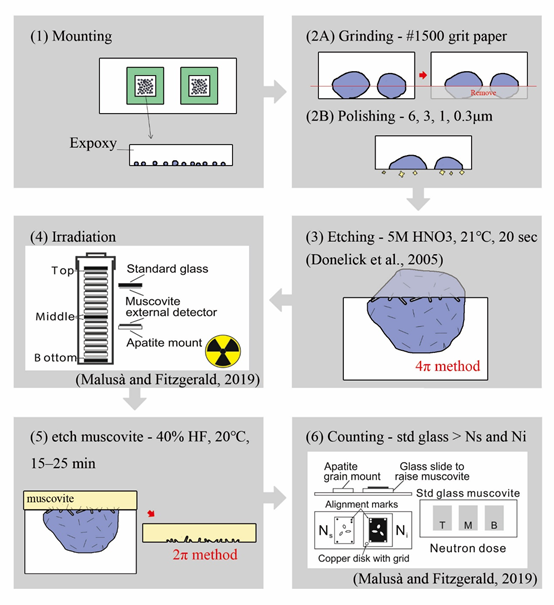 (1) Mounting
Expoxy
(2A) Grinding - #1500 grit paper
Remove
(2B) Polishing - 6, 3, 1, 0.3μm
(3) Etching - 5M HNO3, 21℃, 20 sec
(Donelick et al., 2005)
4π method
(4) Irradiation
Top
Middle
Bottom
Standard glass
Muscovite
external detector
Apatite mount
(Malusà and Fitzgerald, 2019)
(5) etch muscovite - 40% HF, 20℃,
15–25 min
muscovite
2π method
(6) Counting - std glass > Ns and Ni
Apatite
grain mount
Glass slide to
raise muscovite
Alignment marks
Ns
Ni
Copper disk with grid
Std glass muscovite
T M B
Neutron dose
(Malusà and Fitzgerald, 2019)